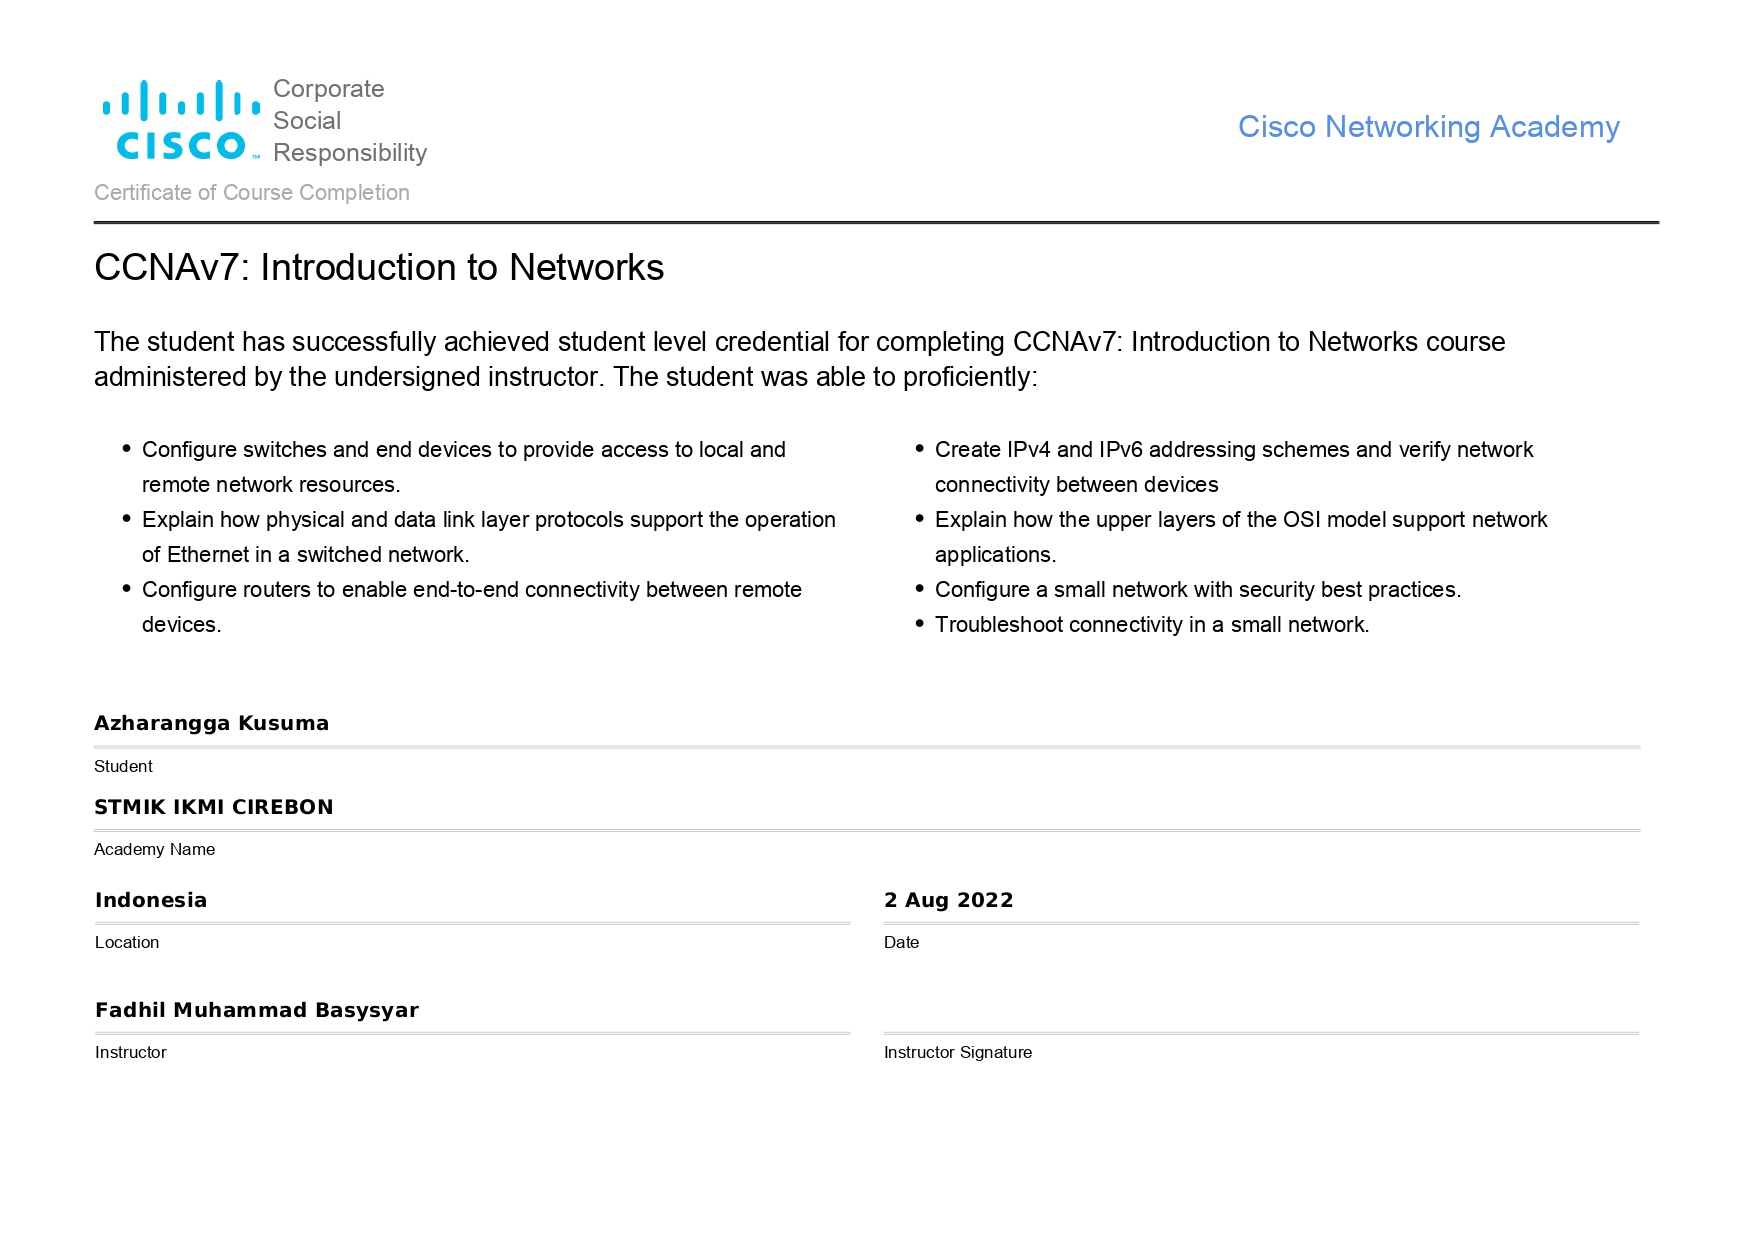 CISCO™
Corporate
Social
Responsibility
Cisco Networking Academy
Certificate of Course Completion
CCNAv7: Introduction to Networks
The student has successfully achieved student level credential for completing CCNAv7: Introduction to Networks course
administered by the undersigned instructor. The student was able to proficiently:
• Configure switches and end devices to provide access to local and
remote network resources.
• Explain how physical and data link layer protocols support the operation
of Ethernet in a switched network.
• Configure routers to enable end-to-end connectivity between remote
devices.
• Create IPv4 and IPv6 addressing schemes and verify network
connectivity between devices
• Explain how the upper layers of the OSI model support network
applications.
• Configure a small network with security best practices.
• Troubleshoot connectivity in a small network.
Azharangga Kusuma
Student
STMIK IKMI CIREBON
Academy Name
Indonesia
Location
2 Aug 2022
Date
Fadhil Muhammad Basysyar
Instructor
Instructor Signature